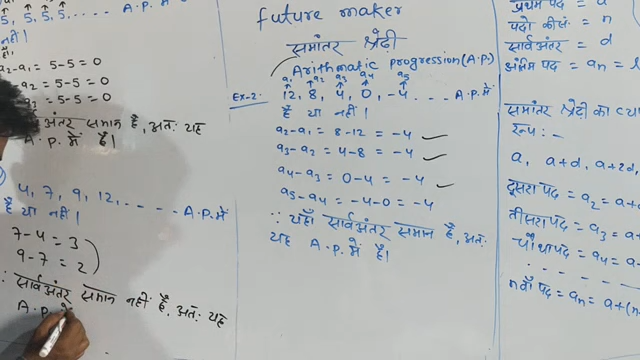 5, 5, 5, 5, ..... A.P. में
नहीं।
a₂-a₁ = 5-5 = 0
a₂ = 5-5 = 0
a₃ = 5-5 = 0
अंतर समान है, अतः यह
A.P. में है।
4, 7, 9, 12, ...... A.P. में
है या नहीं।
7-4 = 3
9-7 = 2
∴ सार्वअंतर समान नहीं है, अतः यह
A.P. में
future maker
समांतर श्रेढ़ी
Arithmatic progression (A.P.)
a₁ a₂ a₃ a₄ a₅
Ex-2. 12, 8, 4, 0, -4 .... A.P. में
है या नहीं।
a₂-a₁ = 8-12 = -4
a₃-a₂ = 4-8 = -4
a₄-a₃ = 0-4 = -4
a₅-a₄ = -4-0 = -4
∵ यहाँ सार्वअंतर समान है, अतः
यह A.P. में है।
प्रथम पद = a
पदों की सं. = n
सार्वअंतर = d
अंतिम पद = aₙ = l
समांतर श्रेढ़ी का व्या
रूप :-
a, a+d, a+2d,
दूसरा पद = a₂ = a+
तीसरा पद = a₃ = a+
चौथा पद = a₄ = a
nवाँ पद = aₙ = a+(n